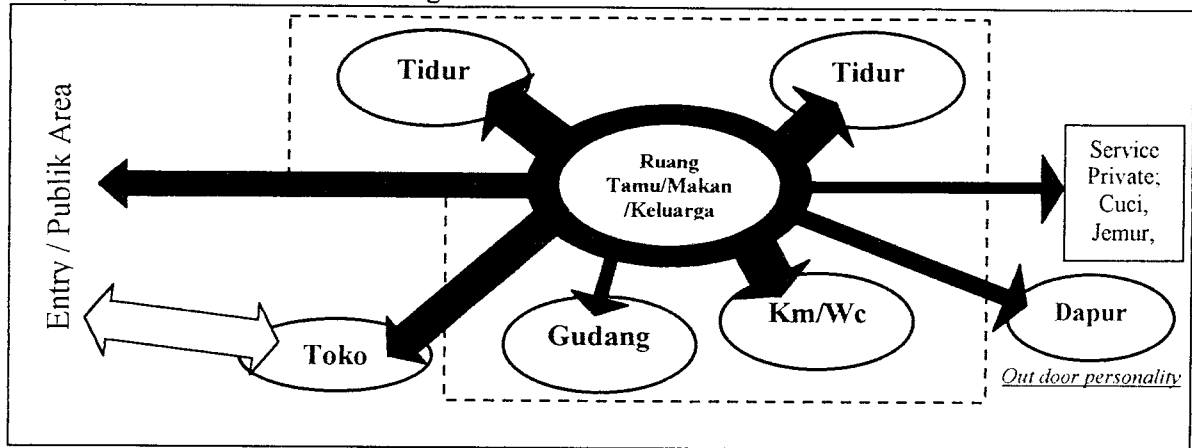 Tidur
Tidur
Entry / Publik Area
Ruang
Tamu/Makan
/Keluarga
Service
Private;
Cuci,
Jemur,
Toko
Gudang
Km/Wc
Dapur
Out door personality